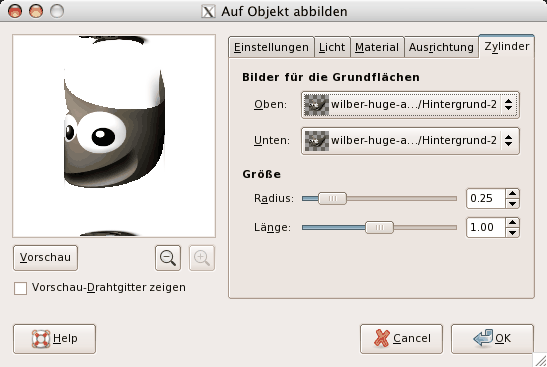 Auf Objekt abbilden
Einstellungen Licht Material Ausrichtung Zylinder
Bilder für die Grundflächen
Oben: wilber-huge-a.../Hintergrund-2
Unten: wilber-huge-a.../Hintergrund-2
Größe
Radius: 0.25
Länge: 1.00
Vorschau
Vorschau-Drahtgitter zeigen
Help Cancel OK